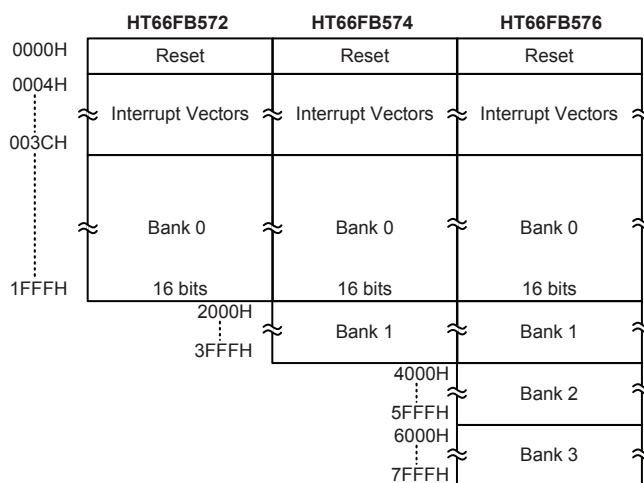 HT66FB572 HT66FB574 HT66FB576
0000H Reset Reset Reset
0004H
Interrupt Vectors Interrupt Vectors Interrupt Vectors
003CH
Bank 0 Bank 0 Bank 0
1FFFH 16 bits 16 bits 16 bits
2000H
Bank 1 Bank 1
3FFFH
4000H
Bank 2
5FFFH
6000H
Bank 3
7FFFH